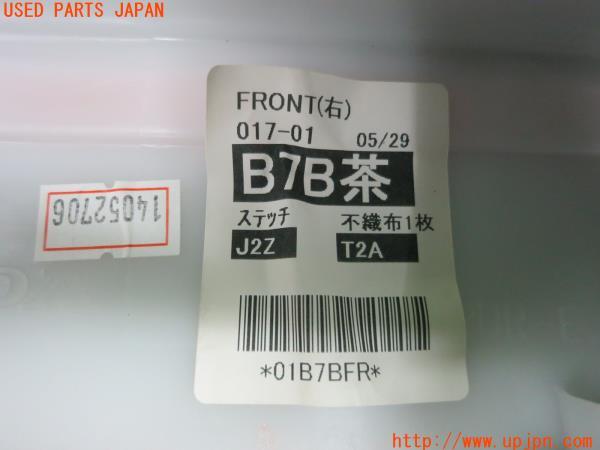 USED PARTS JAPAN
FRONT(右)
017-01 05/29
B7B茶
ステッチ 不織布1枚
J2Z T2A
*01B7BFR*
14052706
http://www.upjpn.com/